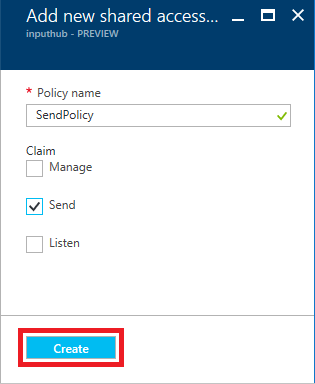 Add new shared access...
inputhub - PREVIEW
* Policy name
SendPolicy
Claim
Manage
Send
Listen
Create